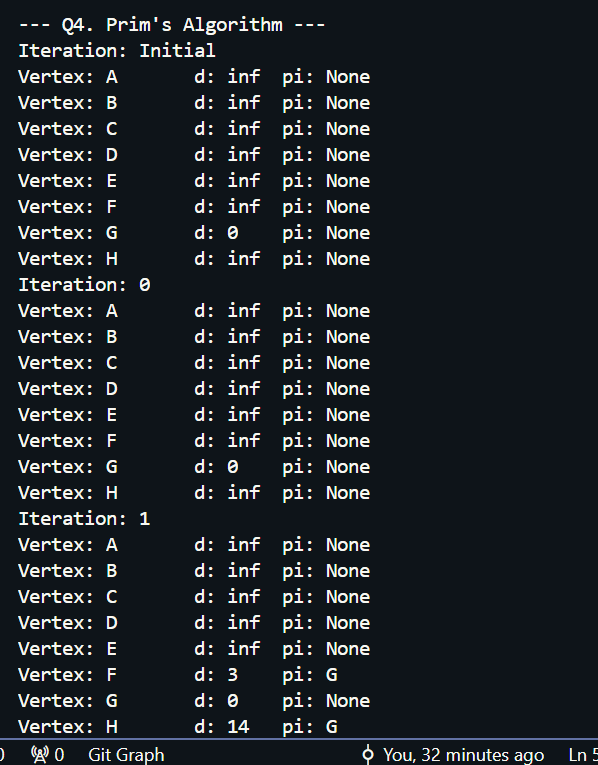 --- Q4. Prim's Algorithm ---
Iteration: Initial
Vertex: A d: inf pi: None
Vertex: B d: inf pi: None
Vertex: C d: inf pi: None
Vertex: D d: inf pi: None
Vertex: E d: inf pi: None
Vertex: F d: inf pi: None
Vertex: G d: 0 pi: None
Vertex: H d: inf pi: None
Iteration: 0
Vertex: A d: inf pi: None
Vertex: B d: inf pi: None
Vertex: C d: inf pi: None
Vertex: D d: inf pi: None
Vertex: E d: inf pi: None
Vertex: F d: inf pi: None
Vertex: G d: 0 pi: None
Vertex: H d: inf pi: None
Iteration: 1
Vertex: A d: inf pi: None
Vertex: B d: inf pi: None
Vertex: C d: inf pi: None
Vertex: D d: inf pi: None
Vertex: E d: inf pi: None
Vertex: F d: 3 pi: G
Vertex: G d: 0 pi: None
Vertex: H d: 14 pi: G
0 0 Git Graph You, 32 minutes ago Ln 5